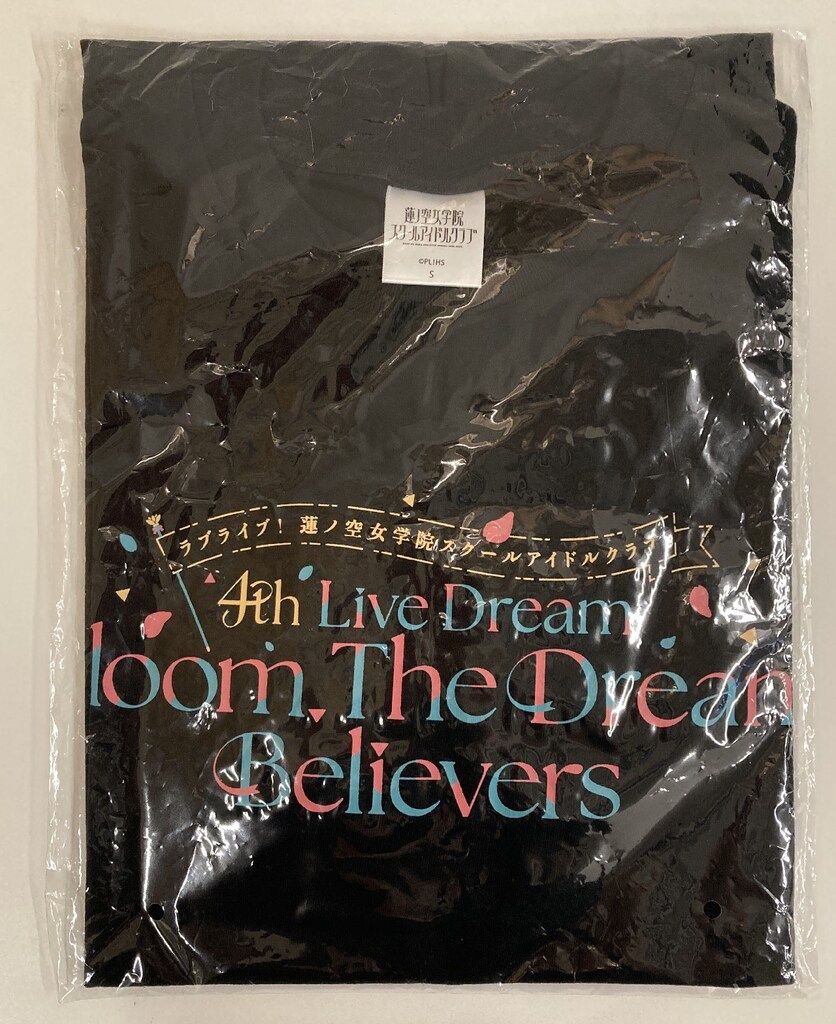 蓮ノ空女学院
スクールアイドルクラブ
©PLIHS
S
ラブライブ！ 蓮ノ空女学院スクールアイドルクラブ
4th Live Dream
loom, The Dream
Believers